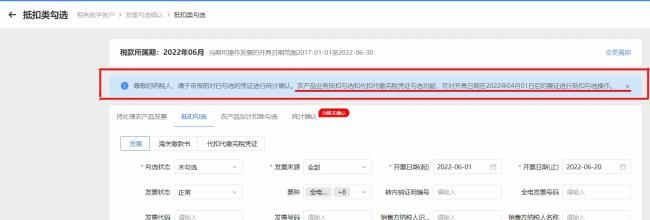 ← 抵扣类勾选 税务数字账户 > 发票勾选确认 > 抵扣勾选
税款所属期：2022年06月 当期可操作发票的开具日期范围2017-01-01至2022-06-30 变更属期
尊敬的纳税人，请于申报前对已勾选的凭证进行统计确认。农产品业务抵扣勾选和代扣代缴完税凭证勾选功能，可对开具日期在2022年04月01日后的票证进行抵扣勾选操作。 ×
待处理农产品发票 抵扣勾选 农产品加计扣除勾选 统计确认 当期未确认
发票 海关缴款书 代扣代缴完税凭证
* 勾选状态 未勾选 * 发票来源 全部 * 开票日期(起) 2022-06-01 * 开票日期(止) 2022-06-20
发票状态 正常 票种 全电... +8 转内销证明编号 请输入 全电发票号码 请输入
发票代码 请输入 发票号码 请输入 销售方纳税人识... 请输入 销售方纳税人名称 请输入